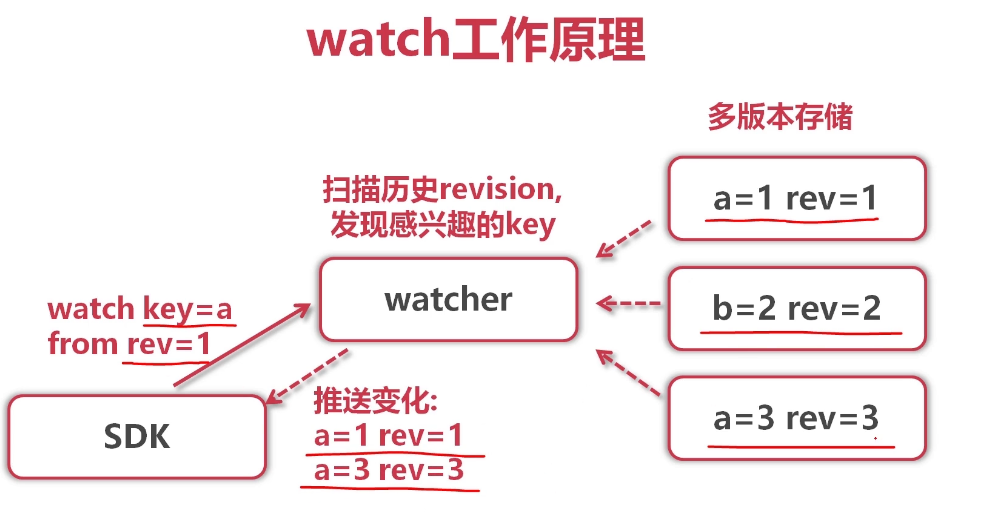 watch工作原理
多版本存储
扫描历史revision,
发现感兴趣的key
a=1 rev=1
watcher
b=2 rev=2
watch key=a
from rev=1
a=3 rev=3
推送变化:
a=1 rev=1
a=3 rev=3
SDK